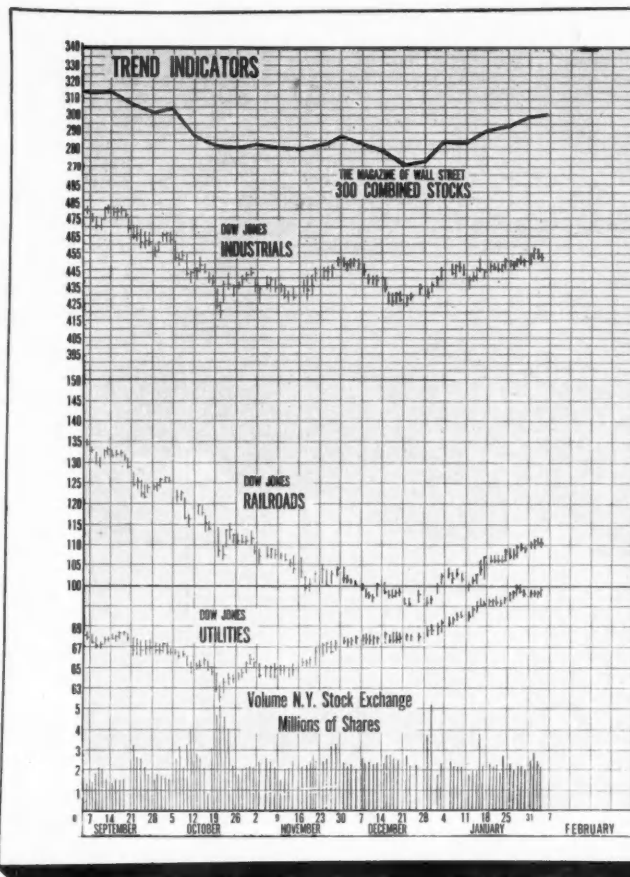 340
TREND INDICATORS
330
320
310
300
290
280
270
THE MAGAZINE OF WALL STREET
300 COMBINED STOCKS
485
475
DOW JONES
465
INDUSTRIALS
455
445
435
425
415
405
395
150
145
140
135
130
125
DOW JONES
120
RAILROADS
115
110
100
DOW JONES
68
UTILITIES
67
65
63
Volume N.Y. Stock Exchange
5
Millions of Shares
4
3
2
1
0 7 14 21 28 5 12 19 26 2 9 16 23 30 7 14 21 28 4 11 18 25 31 7
SEPTEMBER OCTOBER NOVEMBER DECEMBER JANUARY FEBRUARY